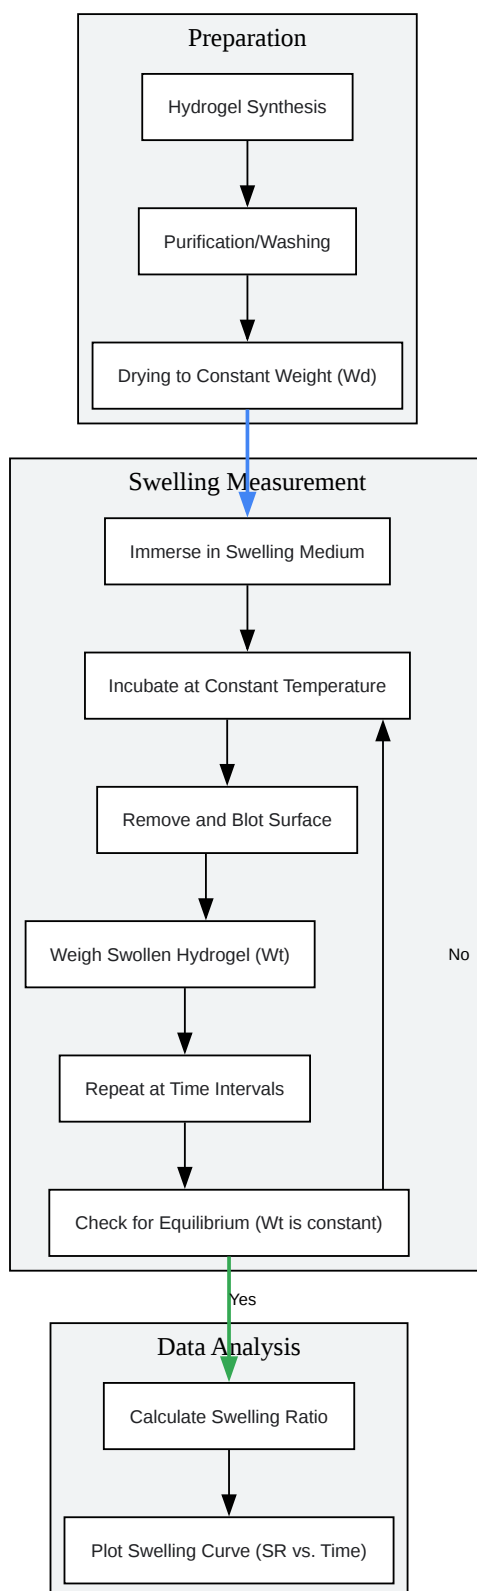 Preparation
Hydrogel Synthesis
Purification/Washing
Drying to Constant Weight (Wd)
Swelling Measurement
Immerse in Swelling Medium
Incubate at Constant Temperature
Remove and Blot Surface
Weigh Swollen Hydrogel (Wt)
No
Repeat at Time Intervals
Check for Equilibrium (Wt is constant)
Yes
Data Analysis
Calculate Swelling Ratio
Plot Swelling Curve (SR vs. Time)